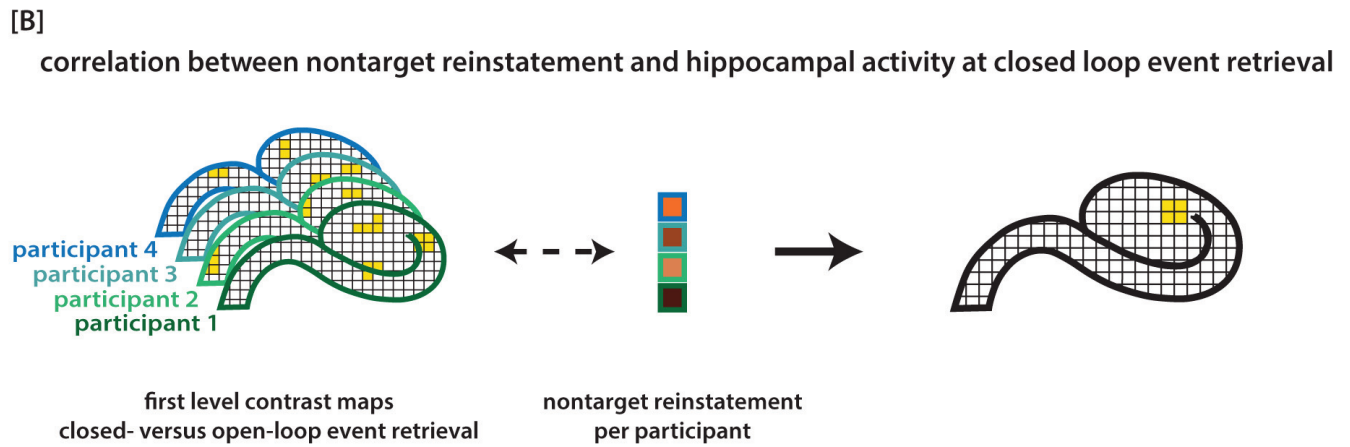 [B]
correlation between nontarget reinstatement and hippocampal activity at closed loop event retrieval
participant 4
participant 3
participant 2
participant 1
first level contrast maps
closed- versus open-loop event retrieval
nontarget reinstatement
per participant